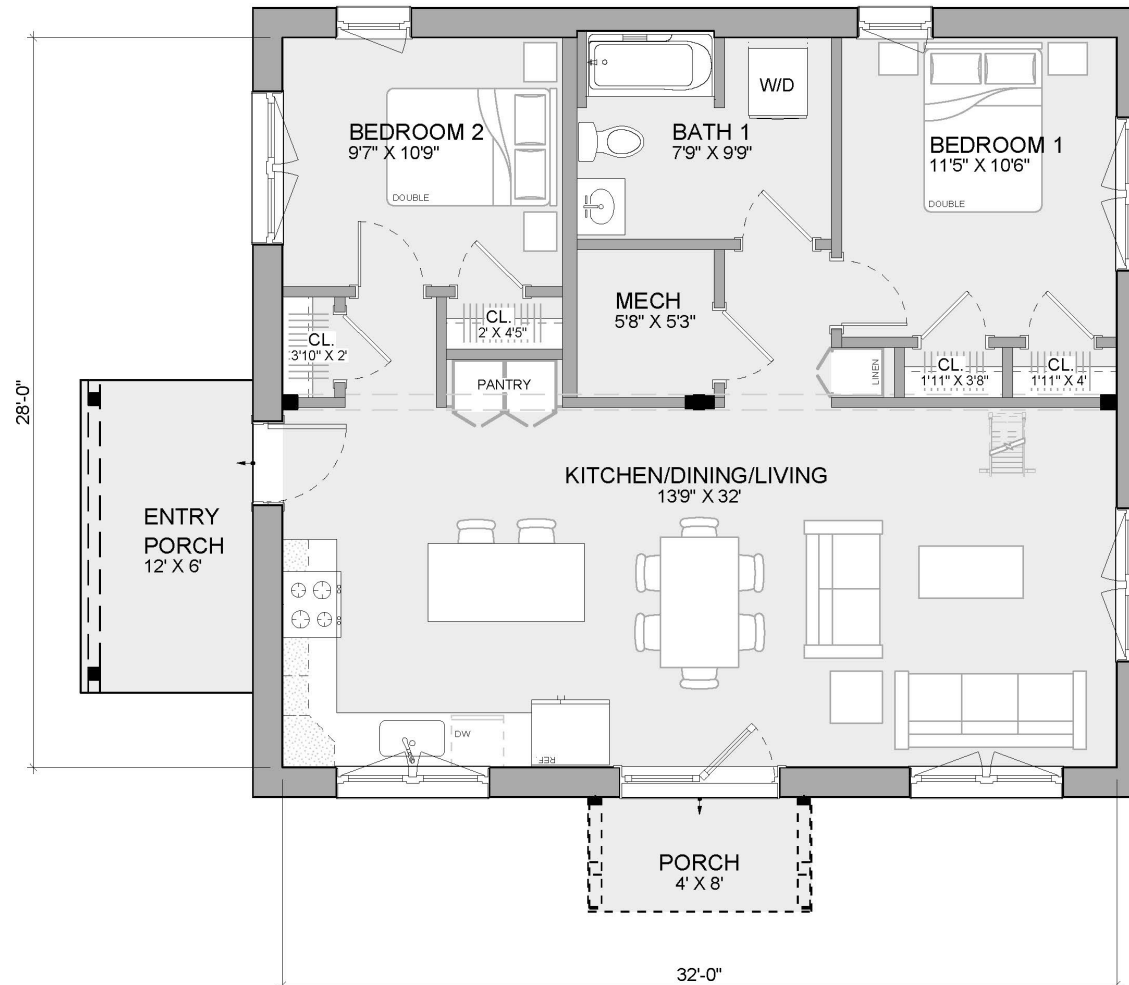 W/D
BEDROOM 2
9'7" X 10'9"
DOUBLE
BATH 1
7'9" X 9'9"
BEDROOM 1
11'5" X 10'6"
DOUBLE
MECH
5'8" X 5'3"
CL.
2' X 4'5"
CL.
3'10" X 2'
PANTRY
LINEN
CL.
1'11" X 3'8"
CL.
1'11" X 4'
28'-0"
KITCHEN/DINING/LIVING
13'9" X 32'
ENTRY
PORCH
12' X 6'
DW
REF.
PORCH
4' X 8'
32'-0"